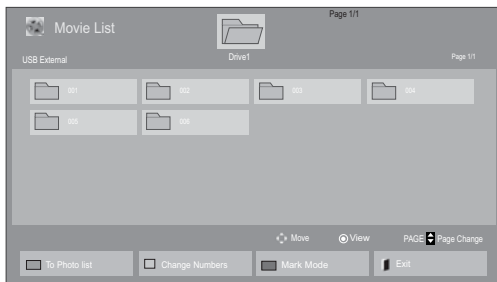 Page 1/1
Movie List
USB External
Drive1
Page 1/1
001
002
003
004
005
006
Move
View
PAGE
Page Change
To Photo list
Change Numbers
Mark Mode
Exit